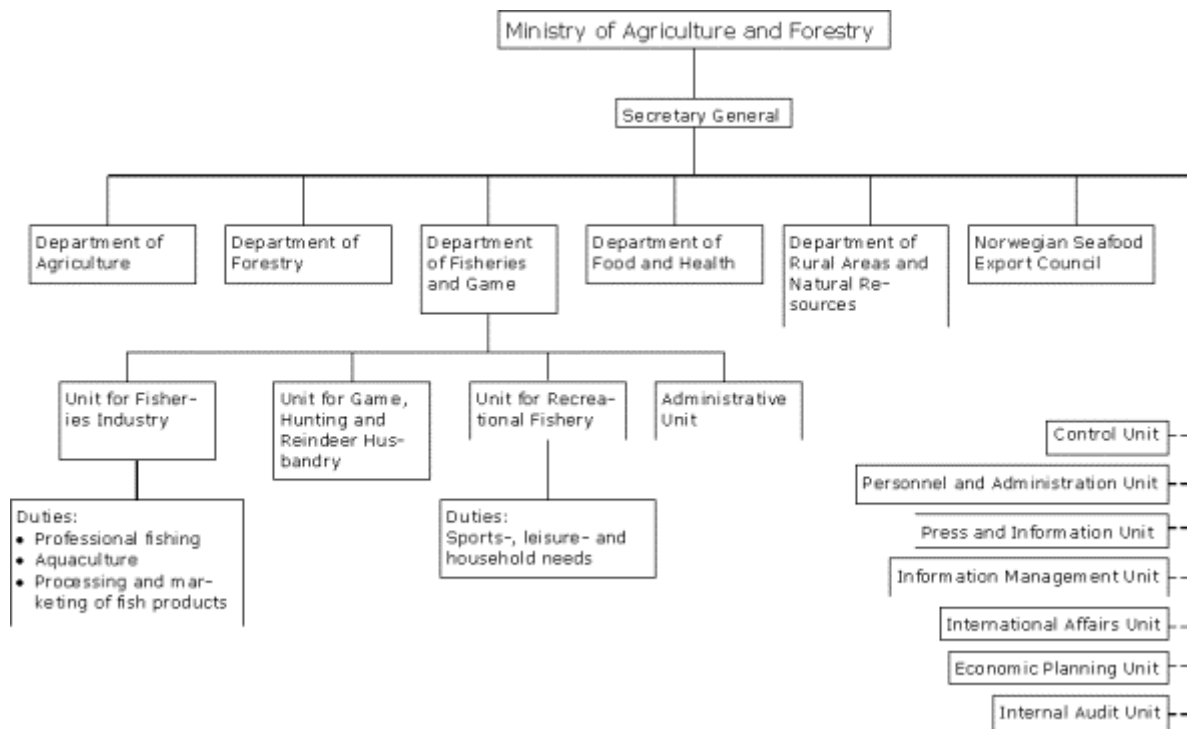 Ministry of Agriculture and Forestry
Secretary General
Department of
Agriculture
Department of
Forestry
Department
of Fisheries
and Game
Department of
Food and Health
Department of
Rural Areas and
Natural Re-
sources
Norwegian Seafood
Export Council
Unit for Fisher-
ies Industry
Unit for Game,
Hunting and
Reindeer Hus-
bandry
Unit for Recrea-
tional Fishery
Administrative
Unit
Duties:
• Professional fishing
• Aquaculture
• Processing and mar-
keting of fish products
Duties:
Sports-, leisure- and
household needs
Control Unit
Personnel and Administration Unit
Press and Information Unit
Information Management Unit
International Affairs Unit
Economic Planning Unit
Internal Audit Unit